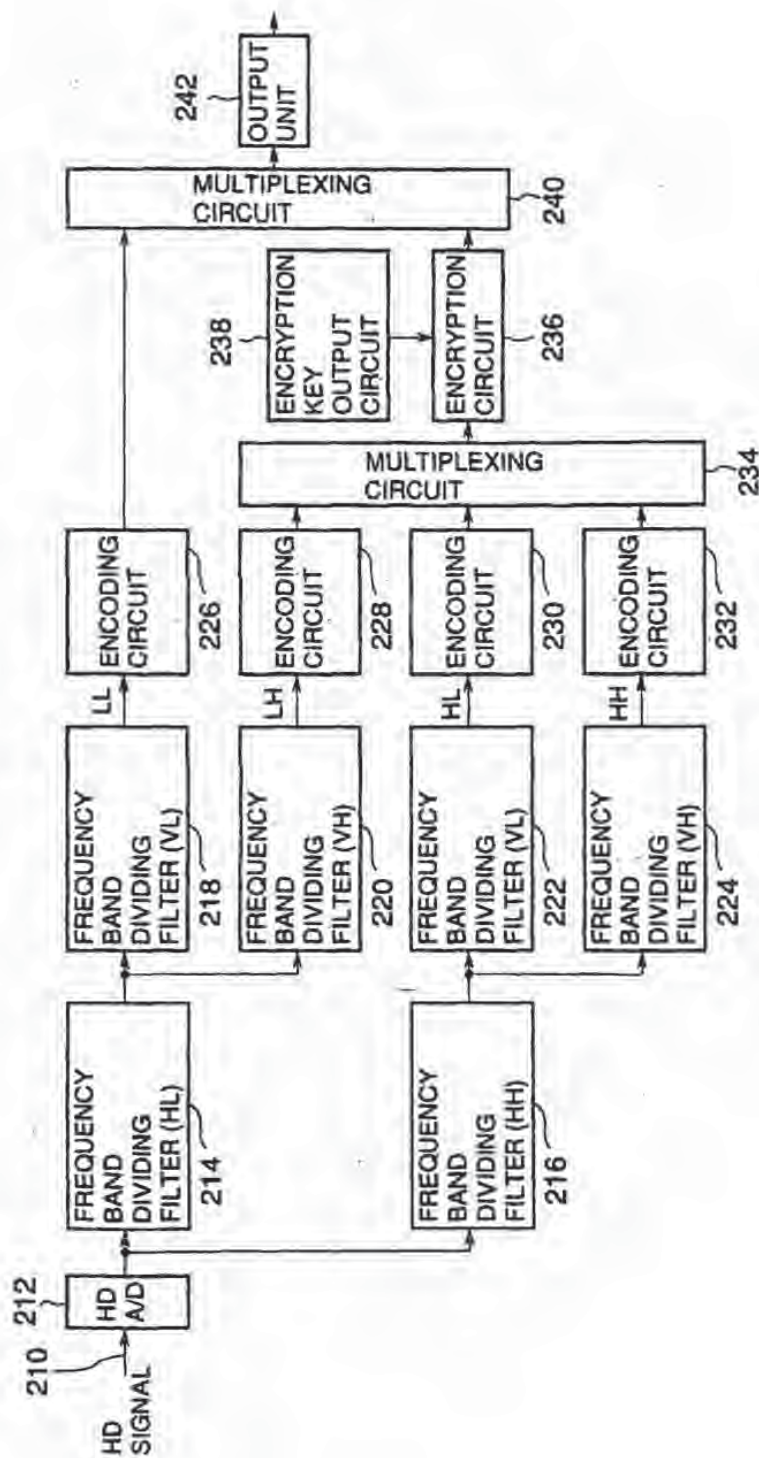 210
HD
SIGNAL
212
HD
A/D
FREQUENCY
BAND
DIVIDING
FILTER (HL)
214
FREQUENCY
BAND
DIVIDING
FILTER (HH)
216
FREQUENCY
BAND
DIVIDING
FILTER (VL)
218
FREQUENCY
BAND
DIVIDING
FILTER (VH)
220
FREQUENCY
BAND
DIVIDING
FILTER (VL)
222
FREQUENCY
BAND
DIVIDING
FILTER (VH)
224
LL
ENCODING
CIRCUIT
226
LH
ENCODING
CIRCUIT
228
HL
ENCODING
CIRCUIT
230
HH
ENCODING
CIRCUIT
232
MULTIPLEXING
CIRCUIT
234
238
ENCRYPTION
KEY
OUTPUT
CIRCUIT
ENCRYPTION
CIRCUIT
236
MULTIPLEXING
CIRCUIT
240
242
OUTPUT
UNIT